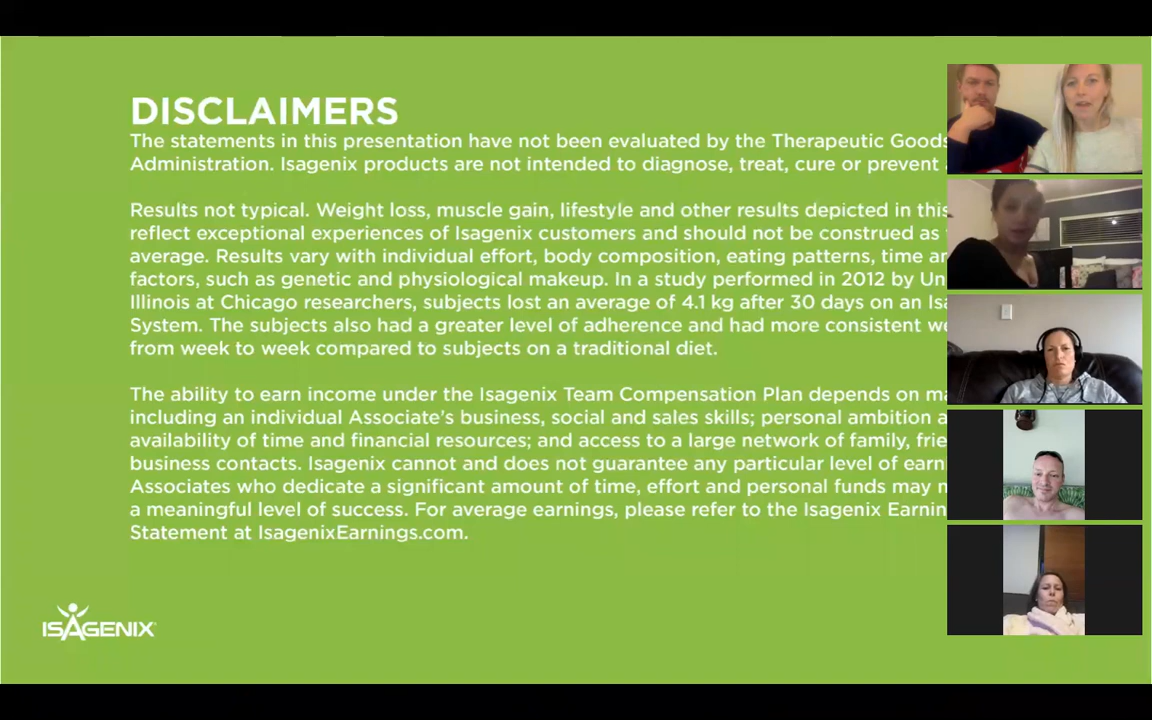 DISCLAIMERS
The statements in this presentation have not been evaluated by the Therapeutic Goods
Administration. Isagenix products are not intended to diagnose, treat, cure or prevent
Results not typical. Weight loss, muscle gain, lifestyle and other results depicted in this
reflect exceptional experiences of Isagenix customers and should not be construed as
average. Results vary with individual effort, body composition, eating patterns, time
factors, such as genetic and physiological makeup. In a study performed in 2012 by
Illinois at Chicago researchers, subjects lost an average of 4.1 kg after 30 days on an
System. The subjects also had a greater level of adherence and had more consistent
from week to week compared to subjects on a traditional diet.
The ability to earn income under the Isagenix Team Compensation Plan depends on
including an individual Associate’s business, social and sales skills; personal ambition
availability of time and financial resources; and access to a large network of family,
business contacts. Isagenix cannot and does not guarantee any particular level of
Associates who dedicate a significant amount of time, effort and personal funds may
a meaningful level of success. For average earnings, please refer to the Isagenix
Statement at IsagenixEarnings.com.
ISAGENIX